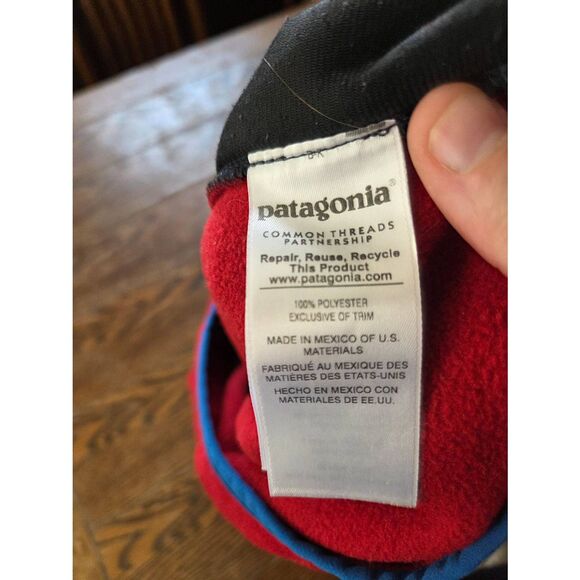 patagonia®
COMMON THREADS
PARTNERSHIP
Repair, Reuse, Recycle
This Product
www.patagonia.com
100% POLYESTER
EXCLUSIVE OF TRIM
MADE IN MEXICO OF U.S.
MATERIALS
FABRIQUÉ AU MEXIQUE DES
MATIÈRES DES ETATS-UNIS
HECHO EN MEXICO CON
MATERIALES DE EE.UU.